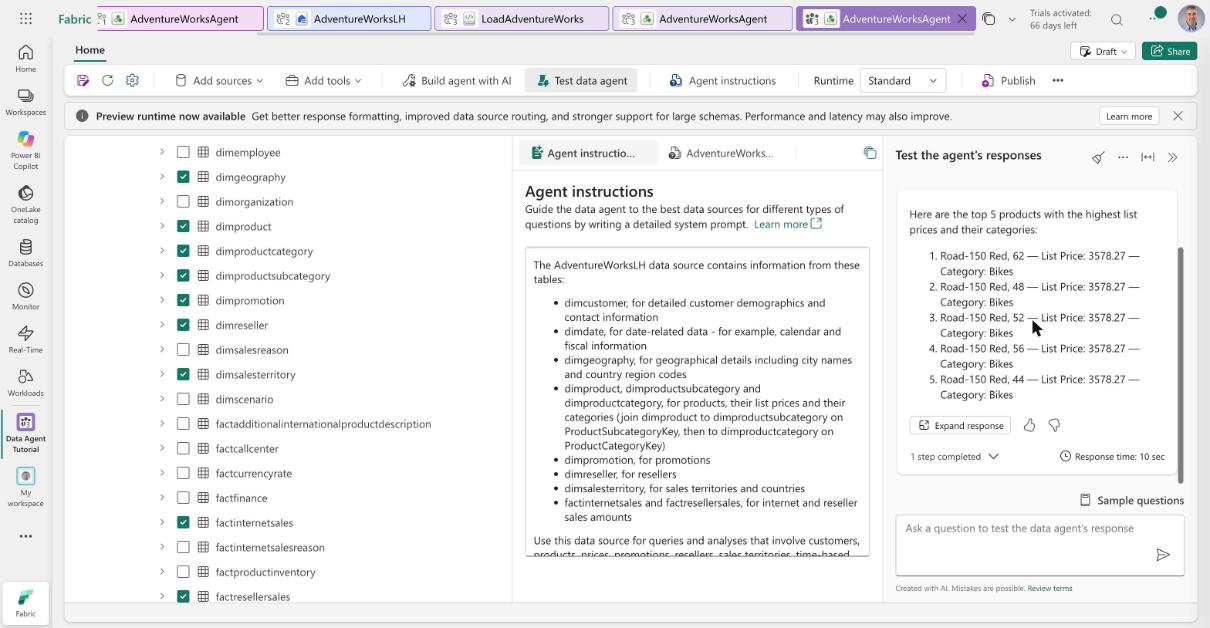 Fabric
AdventureWorksAgent
AdventureWorksLH
LoadAdventureWorks
AdventureWorksAgent
AdventureWorksAgent
Trials activated:
66 days left
Home
Draft
Share
Add sources
Add tools
Build agent with AI
Test data agent
Agent instructions
Runtime
Standard
Publish
Preview runtime now available Get better response formatting, improved data source routing, and stronger support for large schemas. Performance and latency may also improve.
Learn more
Home
Workspaces
Power BI
Copilot
OneLake
catalog
Databases
Monitor
Real-Time
Workloads
Data Agent
Tutorial
My
workspace
Fabric
dimemployee
dimgeography
dimorganization
dimproduct
dimproductcategory
dimproductsubcategory
dimpromotion
dimreseller
dimsalesreason
dimsalesterritory
dimscenario
factadditionalinternationalproductdescription
factcallcenter
factcurrencyrate
factfinance
factinternetsales
factinternetsalesreason
factproductinventory
factresellersales
Agent instructio...
AdventureWorks...
Agent instructions
Guide the data agent to the best data sources for different types of
questions by writing a detailed system prompt. Learn more
The AdventureWorksLH data source contains information from these
tables:
• dimcustomer, for detailed customer demographics and
contact information
• dimdate, for date-related data - for example, calendar and
fiscal information
• dimgeography, for geographical details including city names
and country region codes
• dimproduct, dimproductsubcategory and
dimproductcategory, for products, their list prices and their
categories (join dimproduct to dimproductsubcategory on
ProductSubcategoryKey, then to dimproductcategory on
ProductCategoryKey)
• dimpromotion, for promotions
• dimreseller, for resellers
• dimsalesterritory, for sales territories and countries
• factinternetsales and factresellersales, for internet and reseller
sales amounts
Use this data source for queries and analyses that involve customers,
products, prices, promotions, resellers, sales territories, time-based
Test the agent's responses
Here are the top 5 products with the highest list
prices and their categories:
1. Road-150 Red, 62 — List Price: 3578.27 —
Category: Bikes
2. Road-150 Red, 48 — List Price: 3578.27 —
Category: Bikes
3. Road-150 Red, 52 — List Price: 3578.27 —
Category: Bikes
4. Road-150 Red, 56 — List Price: 3578.27 —
Category: Bikes
5. Road-150 Red, 44 — List Price: 3578.27 —
Category: Bikes
Expand response
1 step completed
Response time: 10 sec
Sample questions
Ask a question to test the data agent's response
Created with AI. Mistakes are possible. Review terms